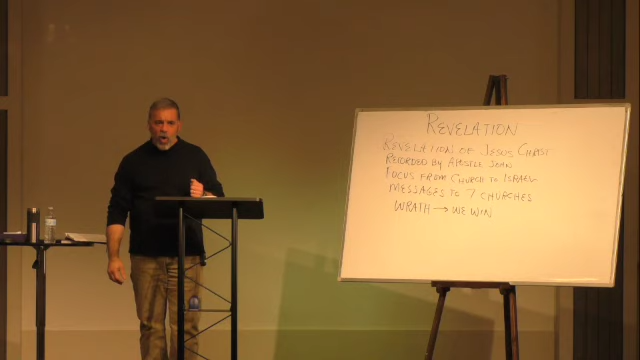 REVELATION
REVELATION OF JESUS CHRIST
RECORDED BY APOSTLE JOHN
FOCUS FROM CHURCH TO ISRAEL
MESSAGES TO 7 CHURCHES
WRATH → WE WIN